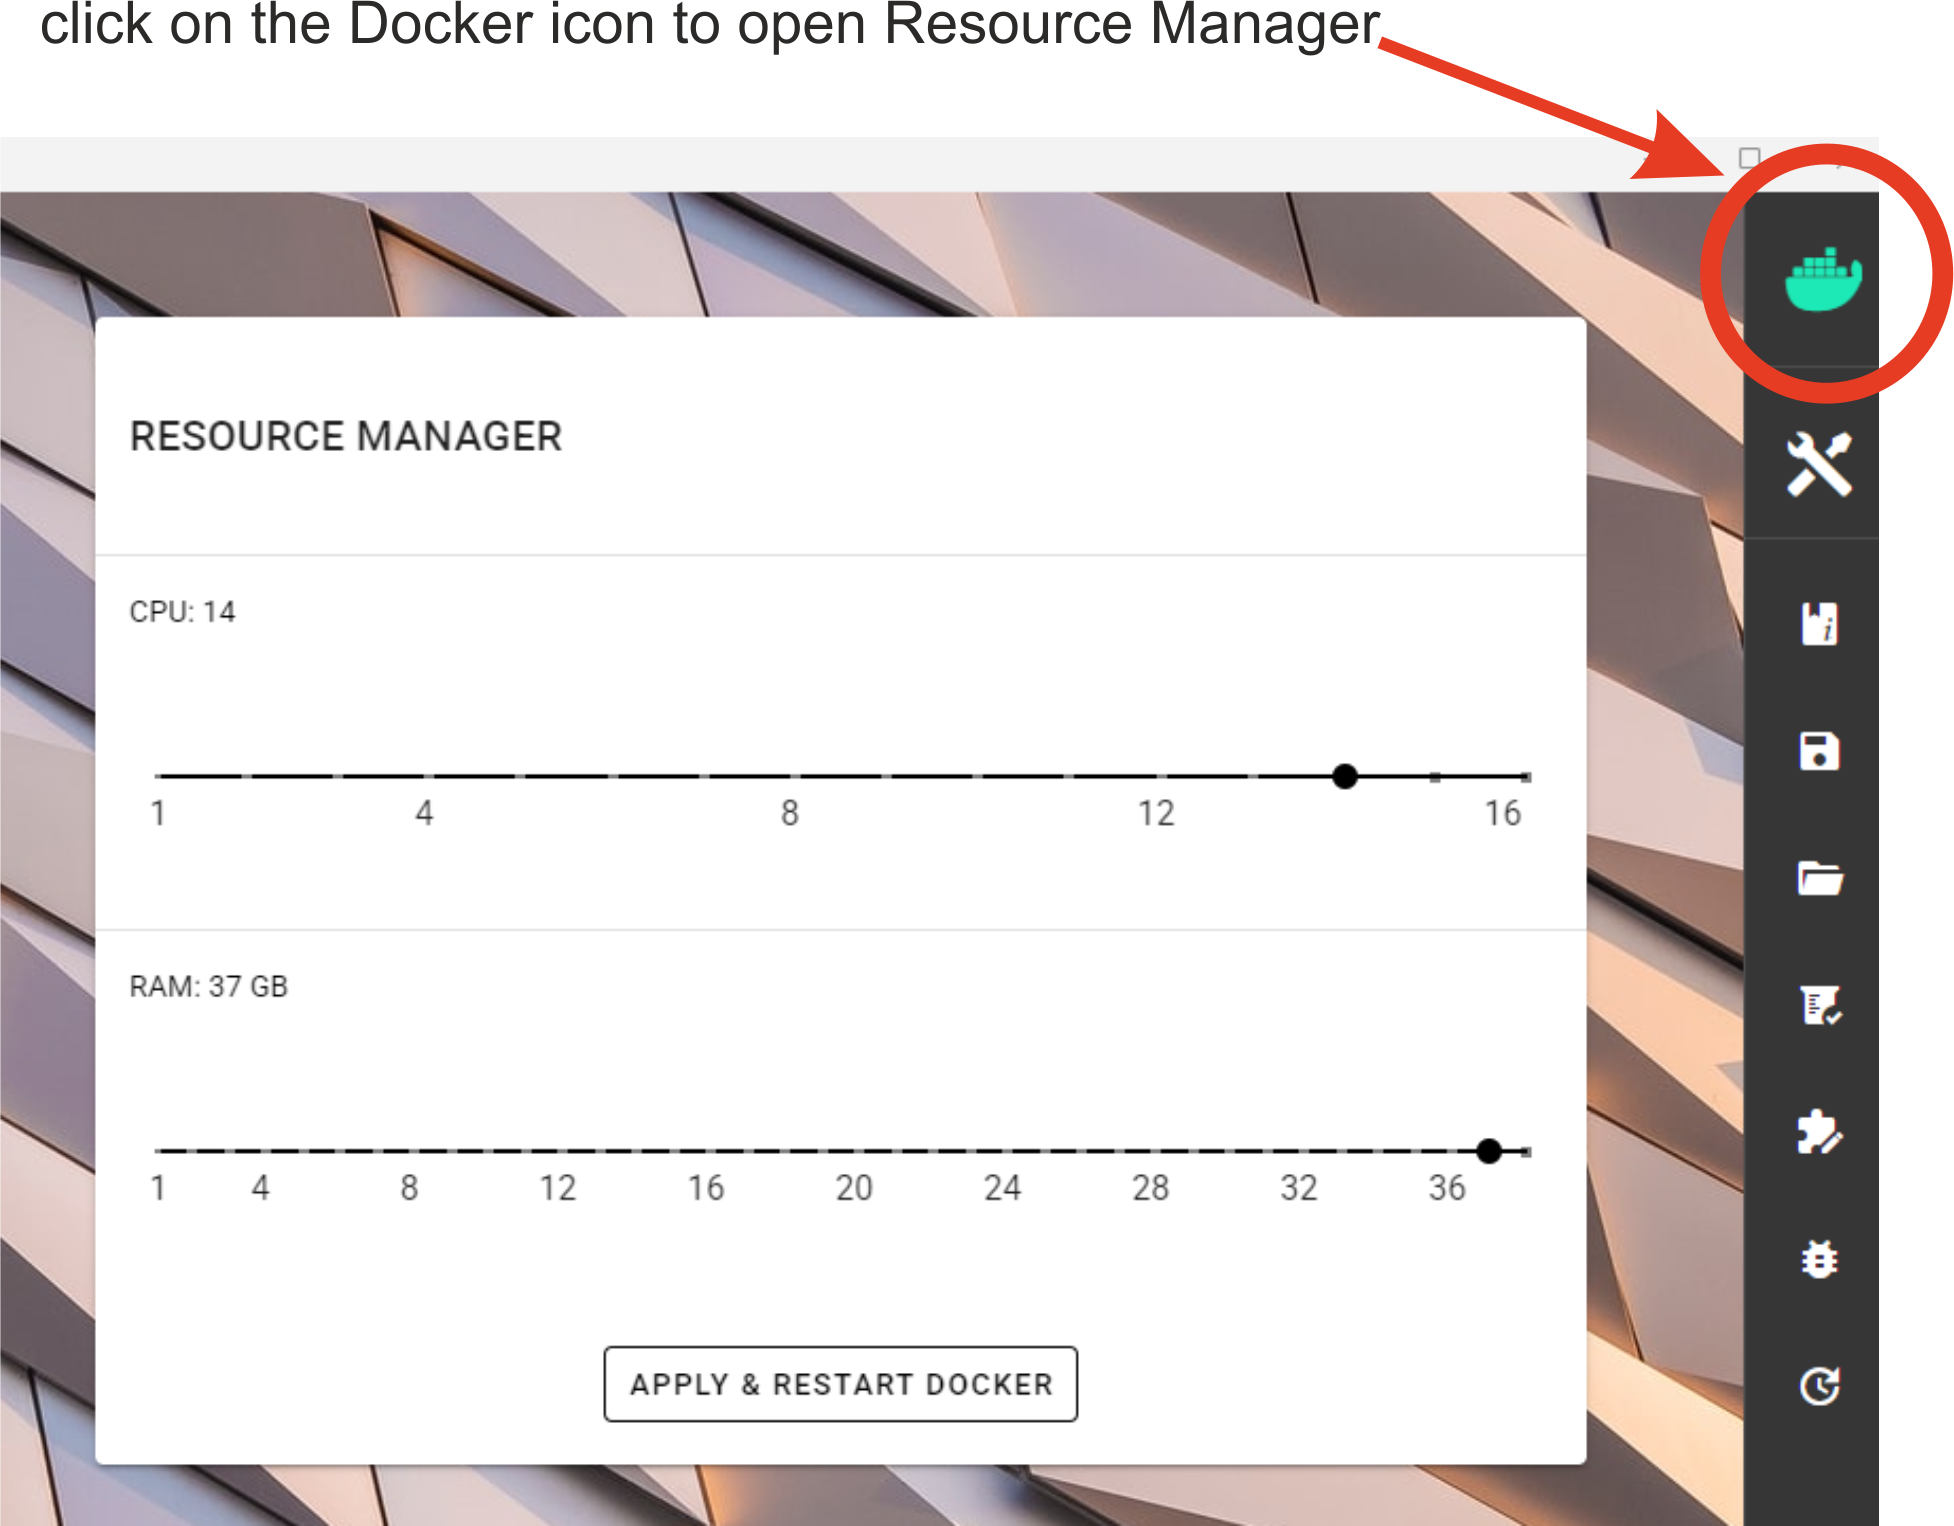 click on the Docker icon to open Resource Manager
RESOURCE MANAGER
CPU: 14
1 4 8 12 16
RAM: 37 GB
1 4 8 12 16 20 24 28 32 36
APPLY & RESTART DOCKER